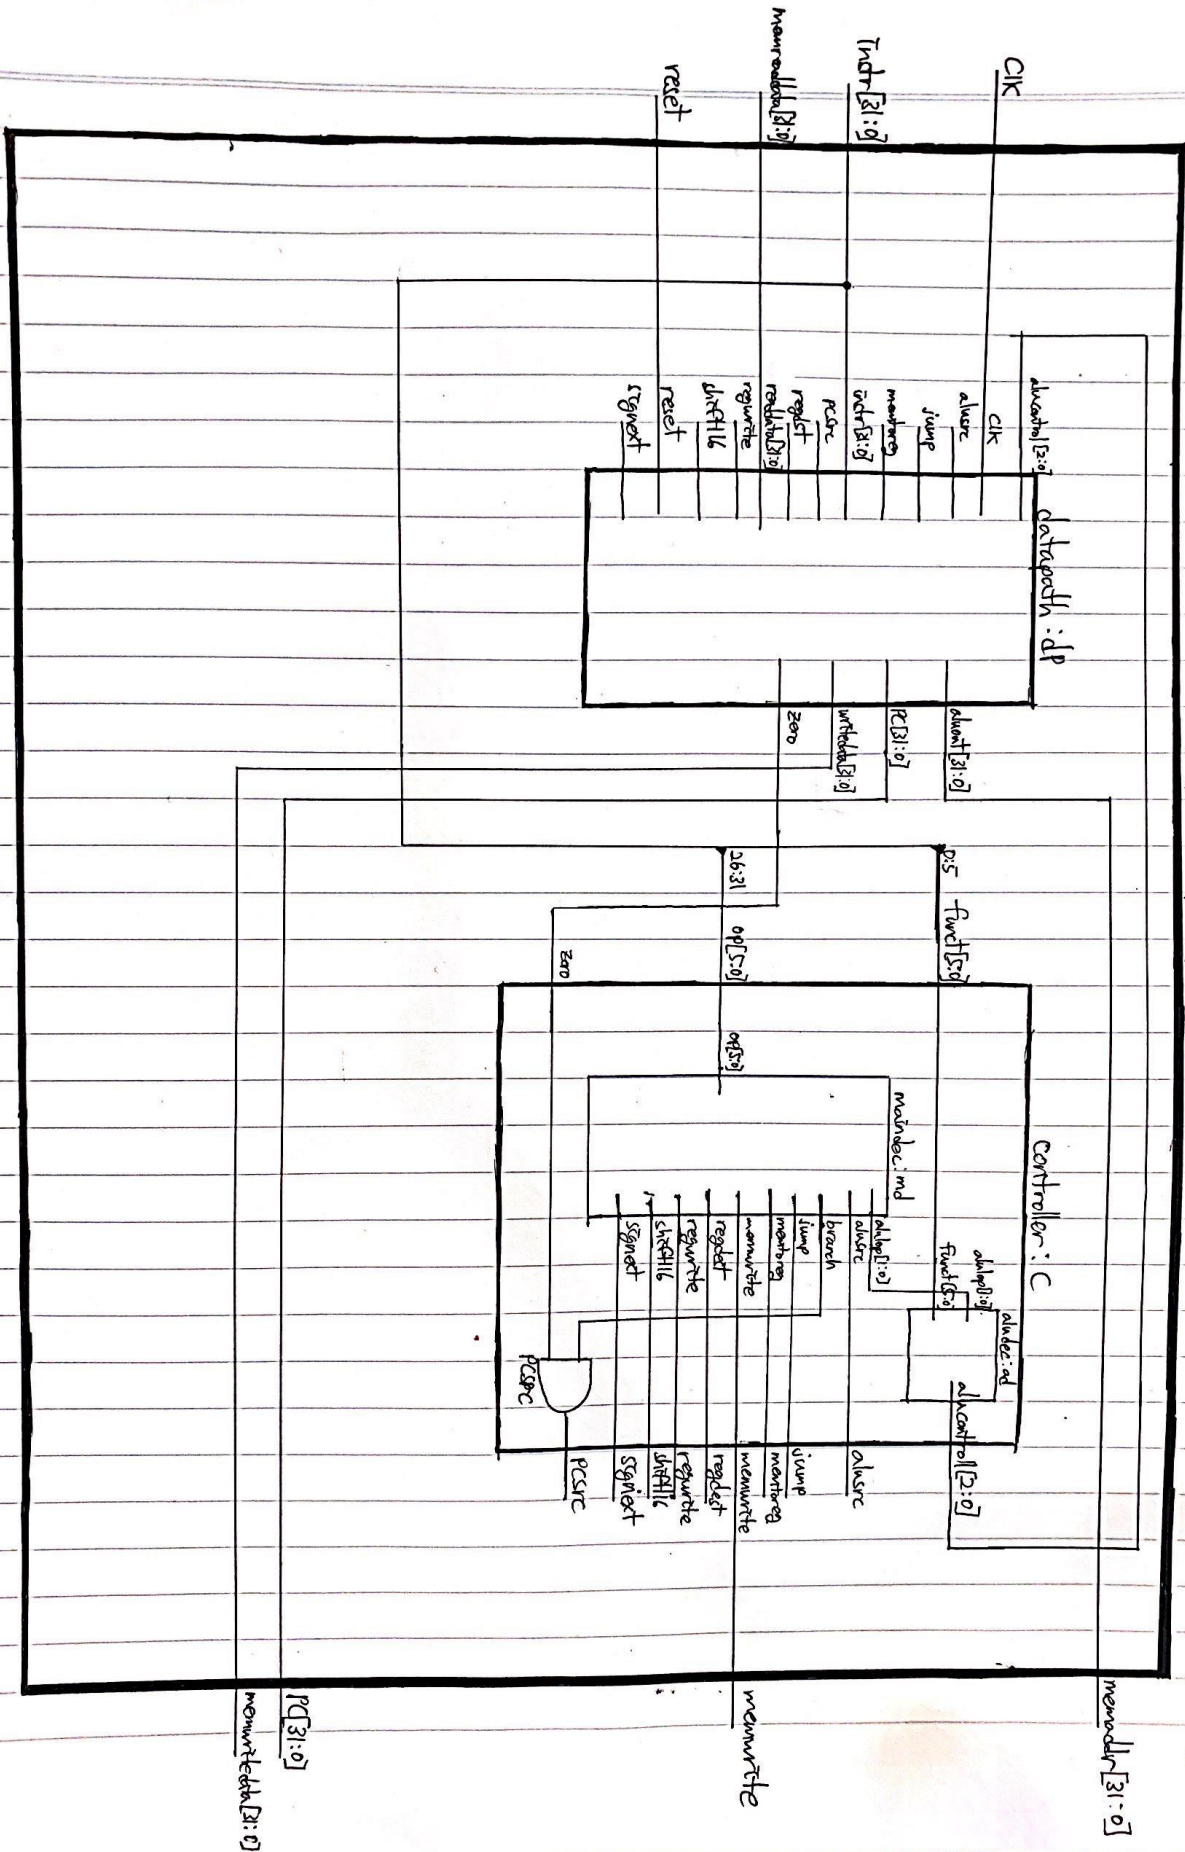 clk
instr[31:0]
memreaddata[31:0]
reset
alucontrol[2:0]
clk
alusrc
jump
memtoreg
instr[31:0]
pcsrc
regdst
readdata[31:0]
regwrite
shift16
reset
signext
datapath:dp
aluout[31:0]
PC[31:0]
writedata[31:0]
zero
0:5
funct[5:0]
26:31
op[5:0]
zero
controller:C
op[5:0]
maindec:md
aluop[1:0]
alusrc
branch
jump
memtoreg
memwrite
regdest
regwrite
shift16
signext
aluop[1:0]
funct[5:0]
aludec:ad
alucontrol[2:0]
PCSRC
alusrc
jump
memtoreg
memwrite
regdest
regwrite
shift16
signext
PCSrc
memaddr[31:0]
memwrite
PC[31:0]
memwritedata[31:0]